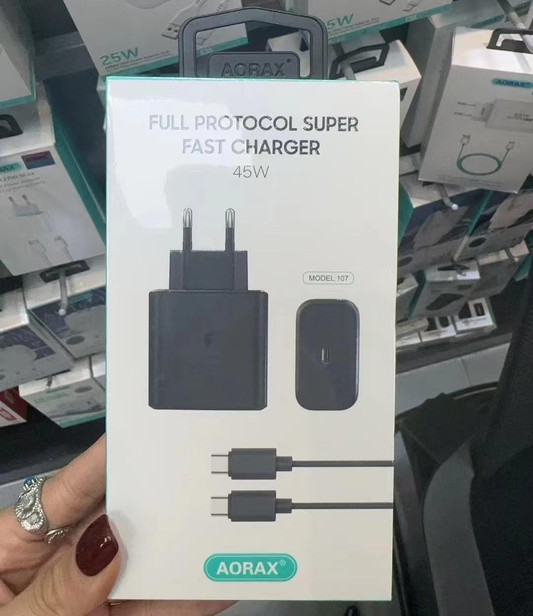 25W
5W
AORAX®
AORAX®
FULL PROTOCOL SUPER
FAST CHARGER
45W
MODEL:107
AORAX®